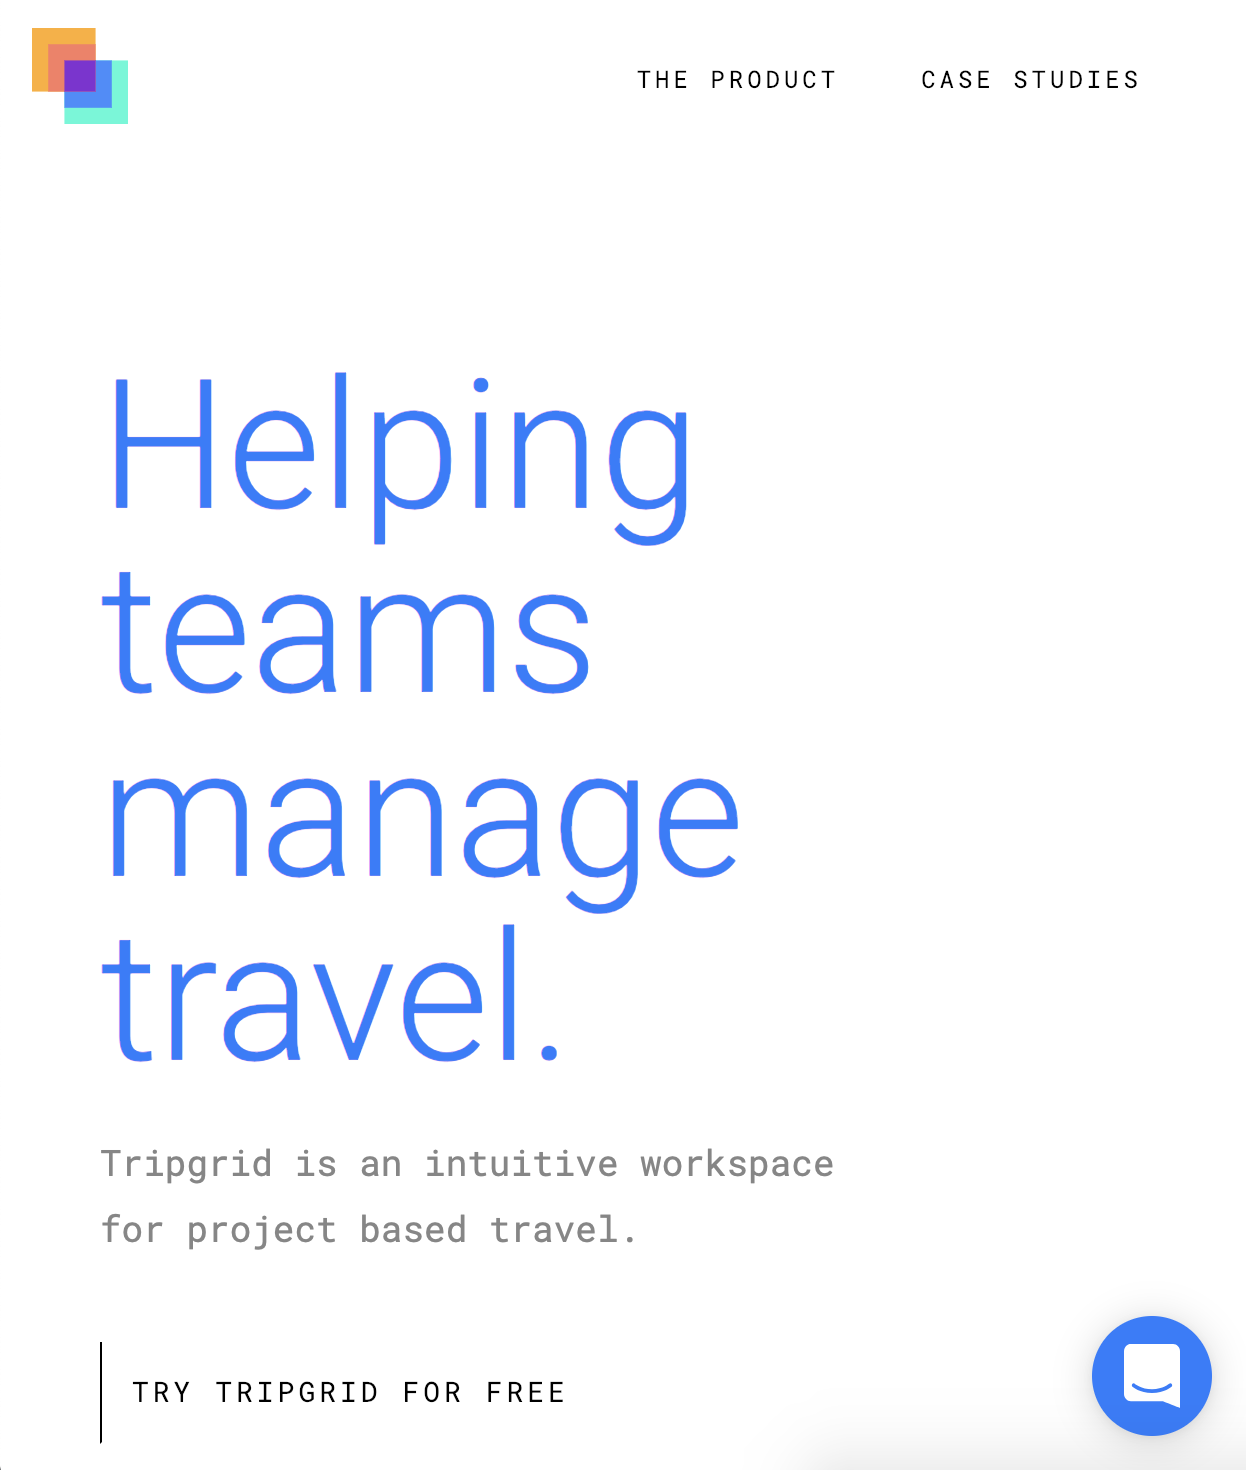 THE PRODUCT CASE STUDIES
Helping
teams
manage
travel.
Tripgrid is an intuitive workspace
for project based travel.
TRY TRIPGRID FOR FREE